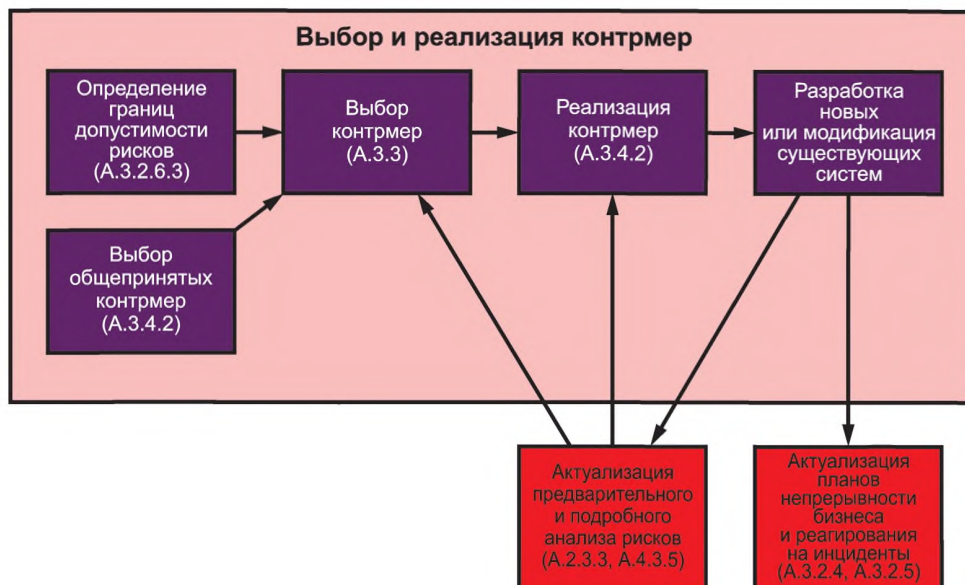 Выбор и реализация контрмер
Определение
границ
допустимости
рисков
(A.3.2.6.3)
Выбор
контрмер
(A.3.3)
Реализация
контрмер
(A.3.4.2)
Разработка
новых
или модификация
существующих
систем
Выбор
общепринятых
контрмер
(A.3.4.2)
Актуализация
предварительного
и подробного
анализа рисков
(A.2.3.3, A.4.3.5)
Актуализация
планов
непрерывности
бизнеса
и реагирования
на инциденты
(A.3.2.4, A.3.2.5)